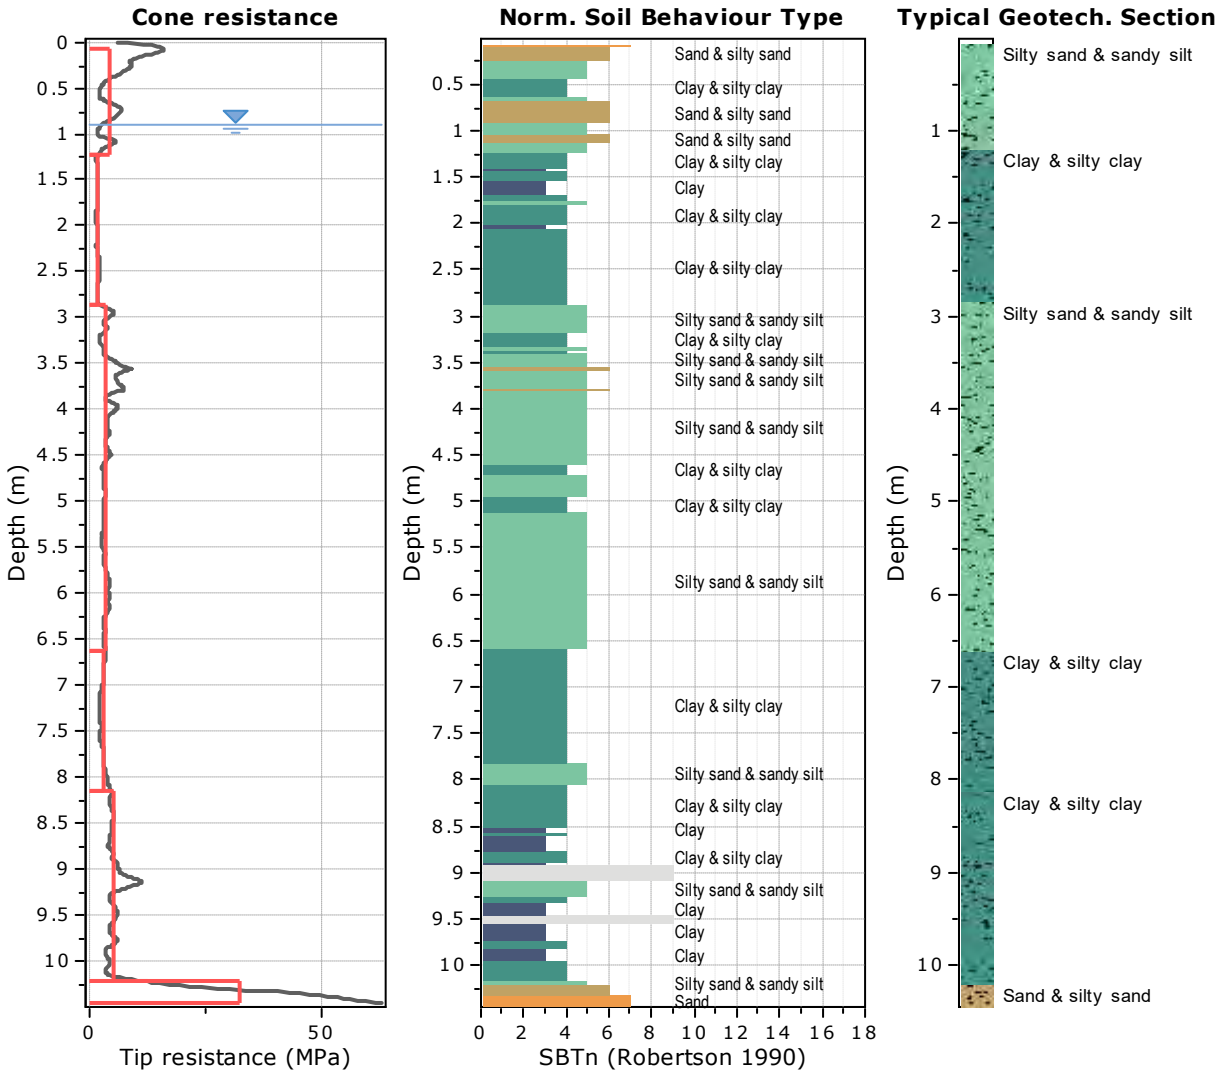 Cone resistance
0
0.5
1
1.5
2
2.5
3
3.5
4
4.5
5
5.5
6
6.5
7
7.5
8
8.5
9
9.5
10
Depth (m)
0
50
Tip resistance (MPa)
Norm. Soil Behaviour Type
0.5
1
1.5
2
2.5
3
3.5
4
4.5
5
5.5
6
6.5
7
7.5
8
8.5
9
9.5
10
Depth (m)
Sand & silty sand
Clay & silty clay
Sand & silty sand
Sand & silty sand
Clay & silty clay
Clay
Clay & silty clay
Clay & silty clay
Silty sand & sandy silt
Clay & silty clay
Silty sand & sandy silt
Silty sand & sandy silt
Silty sand & sandy silt
Clay & silty clay
Clay & silty clay
Silty sand & sandy silt
Clay & silty clay
Silty sand & sandy silt
Clay & silty clay
Clay
Clay & silty clay
Silty sand & sandy silt
Clay
Clay
Clay
Silty sand & sandy silt
Sand
0 2 4 6 8 10 12 14 16 18
SBTn (Robertson 1990)
Typical Geotech. Section
1
2
3
4
5
6
7
8
9
10
Depth (m)
Silty sand & sandy silt
Clay & silty clay
Silty sand & sandy silt
Clay & silty clay
Clay & silty clay
Sand & silty sand